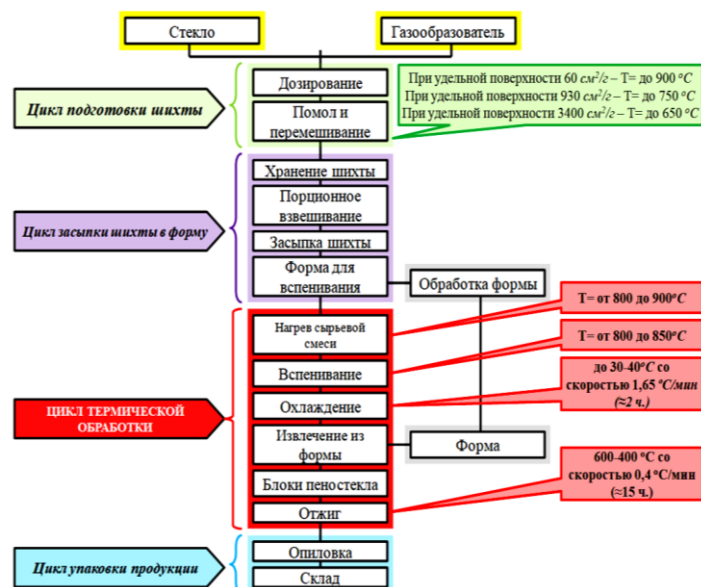 Стекло
Газообразователь
Дозирование
Помол и
перемешивание
При удельной поверхности 60 см²/г – Т= до 900 °С
При удельной поверхности 930 см²/г – Т= до 750 °С
При удельной поверхности 3400 см²/г – Т= до 650 °С
Цикл подготовки шихты
Хранение шихты
Порционное
взвешивание
Засыпка шихты
Форма для
вспенивания
Цикл засыпки шихты в форму
Обработка формы
Нагрев сырьевой
смеси
Т= от 800 до 900°С
Вспенивание
Т= от 800 до 850°С
Охлаждение
до 30-40°С со
скоростью 1,65 °С/мин
(≈2 ч.)
ЦИКЛ ТЕРМИЧЕСКОЙ
ОБРАБОТКИ
Извлечение из
формы
Форма
Блоки пеностекла
Отжиг
600-400 °С со
скоростью 0,4 °С/мин
(≈15 ч.)
Цикл упаковки продукции
Опиловка
Склад